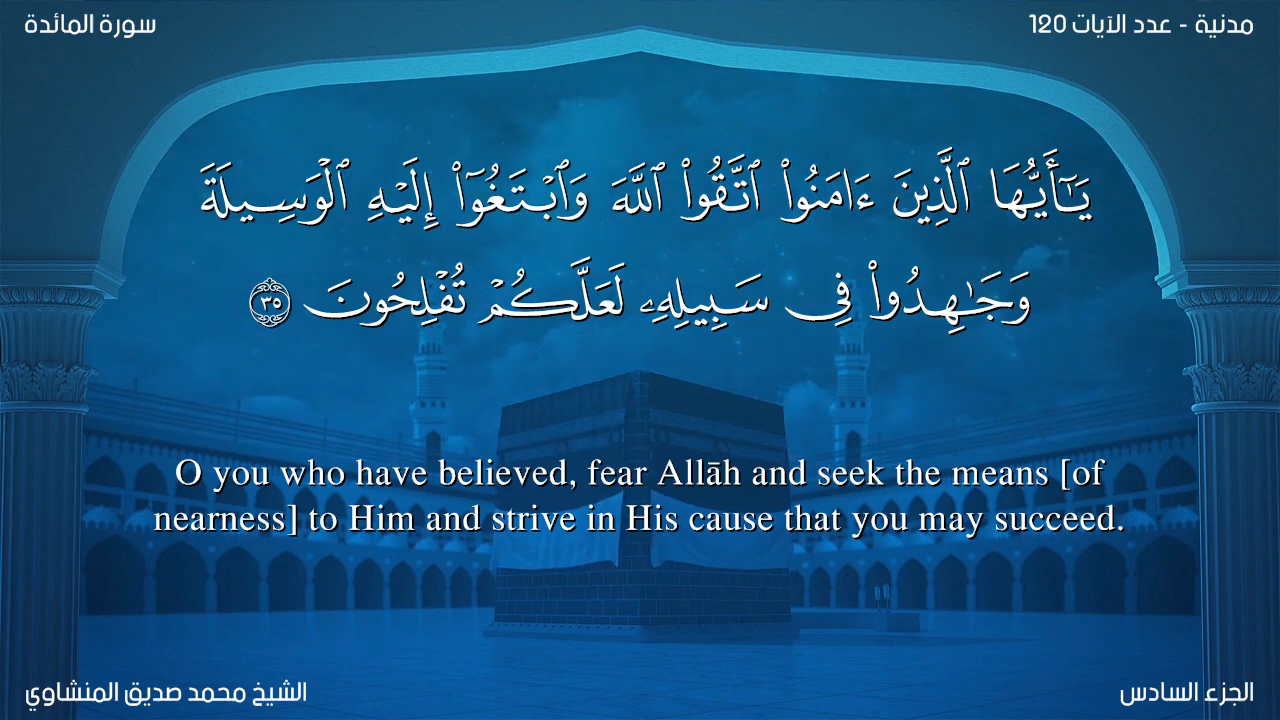 سورة المائدة
مدنية - عدد الآيات 120
يَـٰٓأَيُّهَا ٱلَّذِينَ ءَامَنُوا۟ ٱتَّقُوا۟ ٱللَّهَ وَٱبْتَغُوٓا۟ إِلَيْهِ ٱلْوَسِيلَةَ
وَجَـٰهِدُوا۟ فِى سَبِيلِهِۦ لَعَلَّكُمْ تُفْلِحُونَ ٣٥
O you who have believed, fear Allāh and seek the means [of
nearness] to Him and strive in His cause that you may succeed.
الشيخ محمد صديق المنشاوي
الجزء السادس